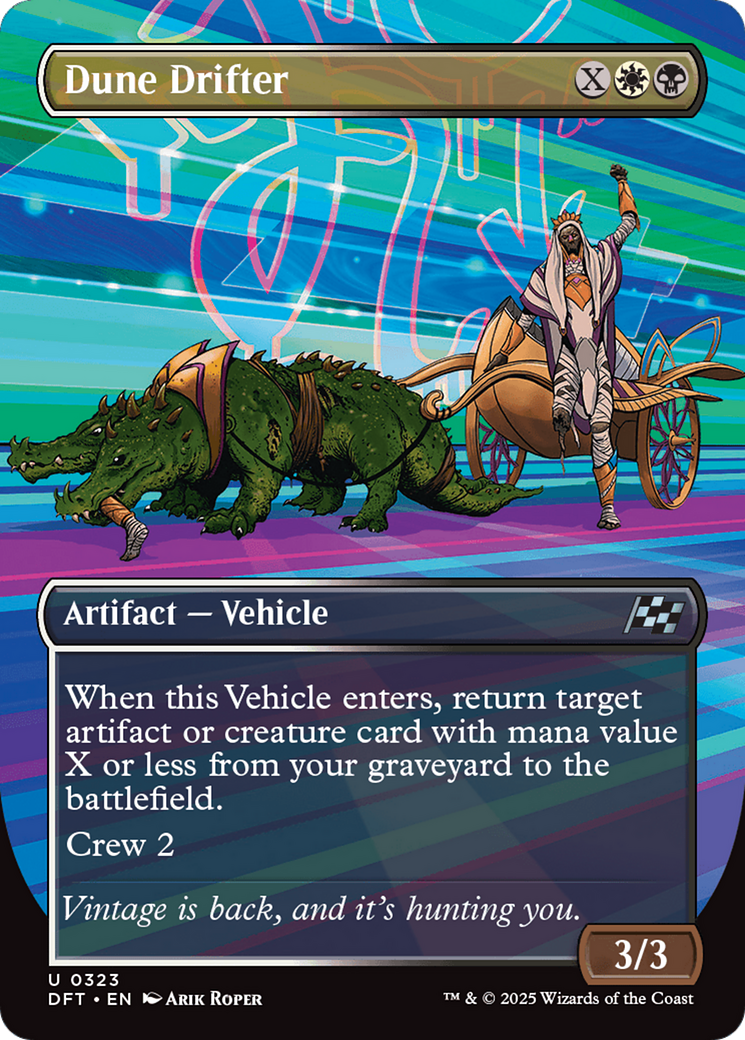 Dune Drifter X
Artifact — Vehicle
When this Vehicle enters, return target
artifact or creature card with mana value
X or less from your graveyard to the
battlefield.
Crew 2
Vintage is back, and it's hunting you.
3/3
U 0323
DFT • EN Arik Roper
™ & © 2025 Wizards of the Coast